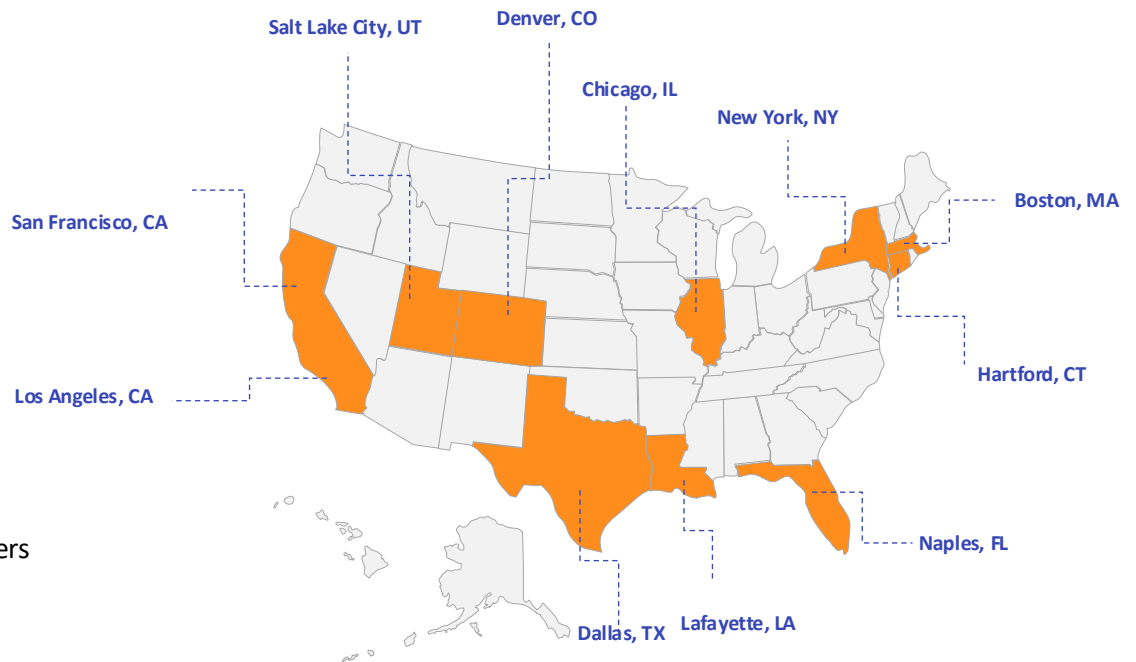 Denver, CO
Salt Lake City, UT
Chicago, IL
New York, NY
Boston, MA
San Francisco, CA
Hartford, CT
Los Angeles, CA
Naples, FL
ers
Lafayette, LA
Dallas, TX